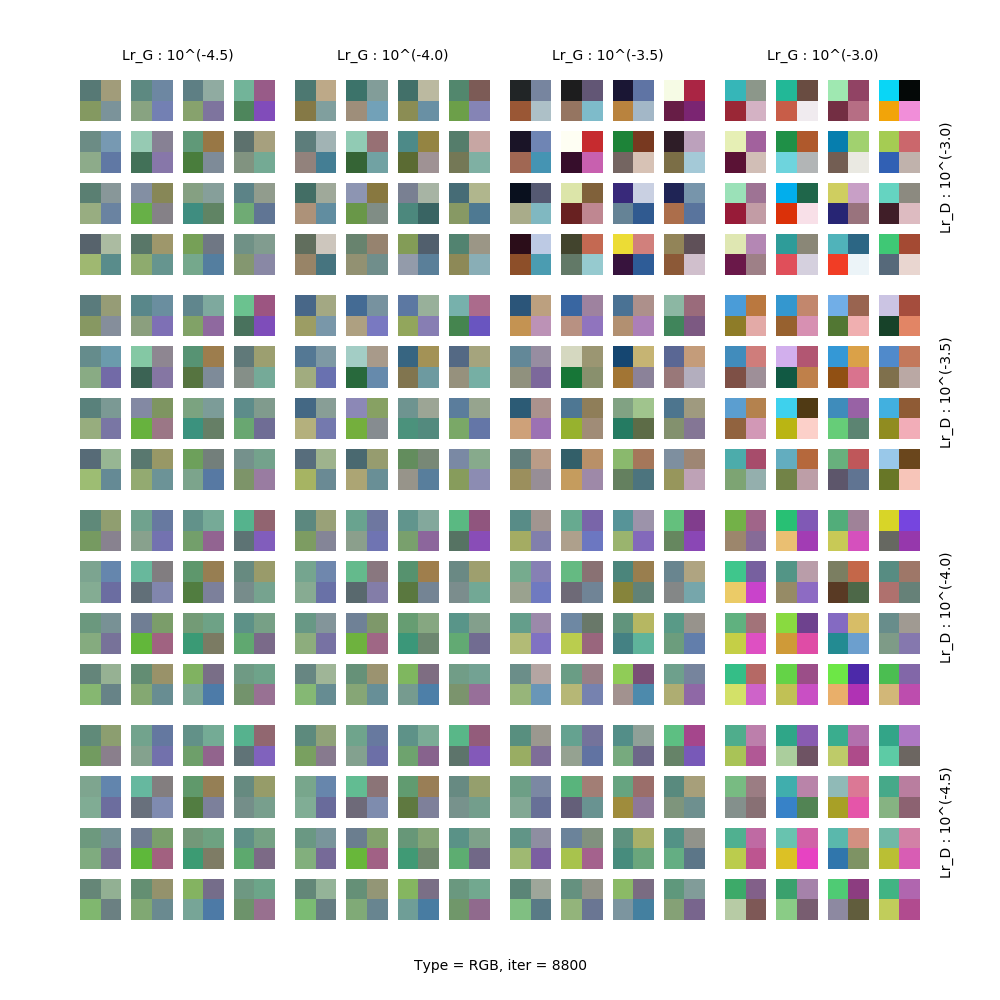 Lr_G : 10^(-4.5)
Lr_G : 10^(-4.0)
Lr_G : 10^(-3.5)
Lr_G : 10^(-3.0)
Lr_D : 10^(-3.0)
Lr_D : 10^(-3.5)
Lr_D : 10^(-4.0)
Lr_D : 10^(-4.5)
Type = RGB, iter = 8800